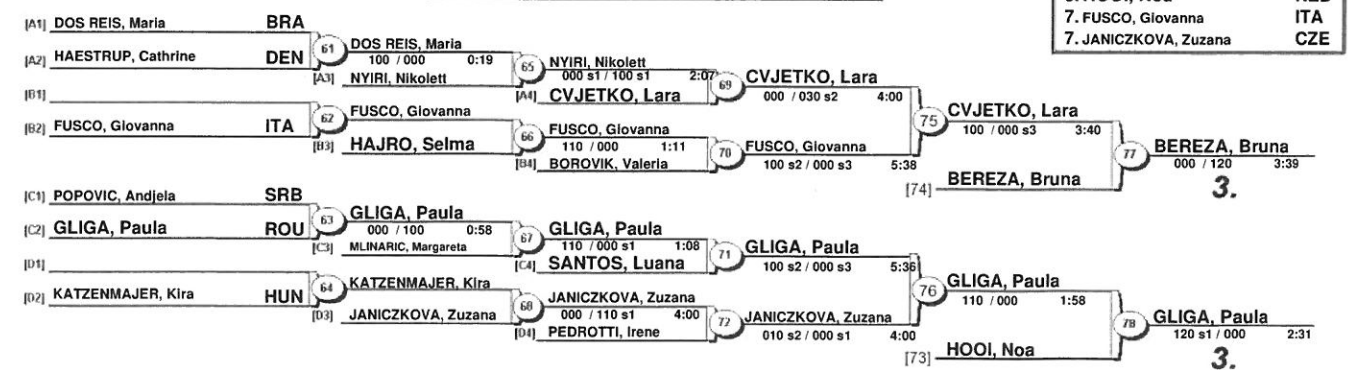 NED
7. FUSCO, Giovanna ITA
7. JANICZKOVA, Zuzana CZE
[A1] DOS REIS, Maria BRA
[A2] HAESTRUP, Cathrine DEN
61
DOS REIS, Maria
100 / 000 0:19
[A3] NYIRI, Nikolett
65
NYIRI, Nikolett
000 s1 / 100 s1 2:07
[A4] CVJETKO, Lara
69
CVJETKO, Lara
000 / 030 s2 4:00
[B1]
[B2] FUSCO, Giovanna ITA
62
FUSCO, Giovanna
[B3] HAJRO, Selma
66
FUSCO, Giovanna
110 / 000 1:11
[B4] BOROVIK, Valeria
70
FUSCO, Giovanna
100 s2 / 000 s3 5:38
75
CVJETKO, Lara
100 / 000 s3 3:40
[74] BEREZA, Bruna
77
BEREZA, Bruna
000 / 120 3:39
3.
[C1] POPOVIC, Andjela SRB
[C2] GLIGA, Paula ROU
63
GLIGA, Paula
000 / 100 0:58
[C3] MLINARIC, Margareta
67
GLIGA, Paula
110 / 000 s1 1:08
[C4] SANTOS, Luana
71
GLIGA, Paula
100 s2 / 000 s3 5:36
[D1]
[D2] KATZENMAJER, Kira HUN
64
KATZENMAJER, Kira
[D3] JANICZKOVA, Zuzana
68
JANICZKOVA, Zuzana
000 / 110 s1 4:00
[D4] PEDROTTI, Irene
72
JANICZKOVA, Zuzana
010 s2 / 000 s1 4:00
76
GLIGA, Paula
110 / 000 1:58
[73] HOOI, Noa
78
GLIGA, Paula
120 s1 / 000 2:31
3.